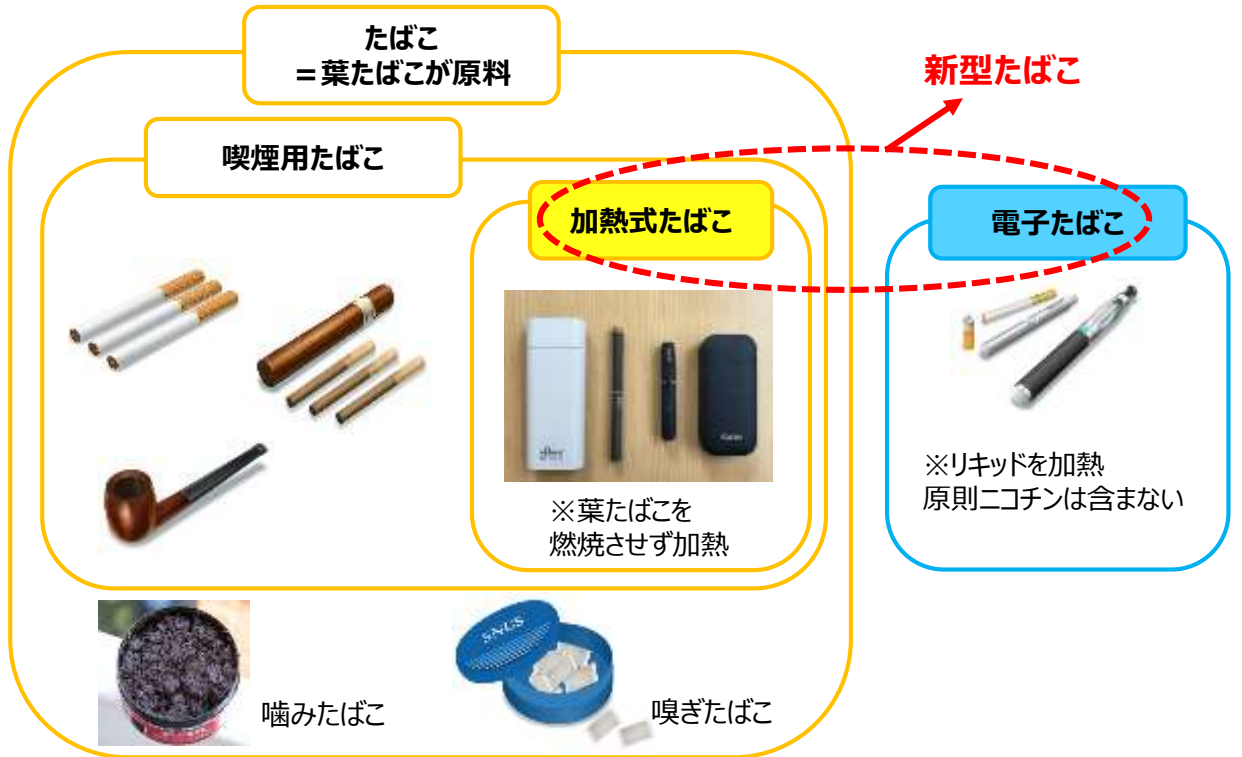 たばこ
=葉たばこが原料
新型たばこ
喫煙用たばこ
加熱式たばこ
電子たばこ
※葉たばこを
燃焼させず加熱
※リキッドを加熱
原則ニコチンは含まない
SNUS
噛みたばこ
嗅ぎたばこ